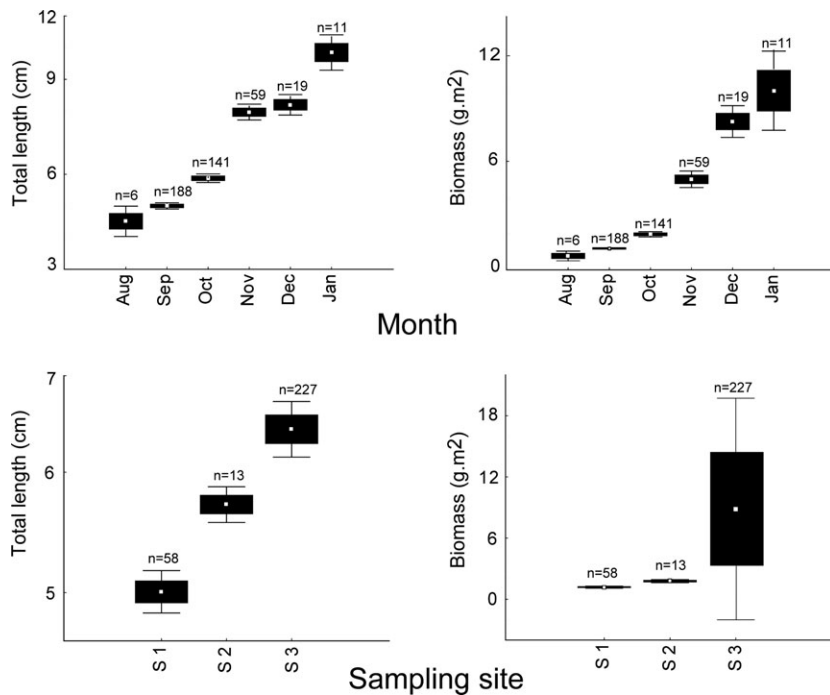 Total length (cm)
12
9
6
3
n=6
n=188
n=141
n=59
n=19
n=11
Aug
Sep
Oct
Nov
Dec
Jan
Biomass (g.m2)
12
6
0
n=6
n=188
n=141
n=59
n=19
n=11
Aug
Sep
Oct
Nov
Dec
Jan
Month
Total length (cm)
7
6
5
n=58
n=13
n=227
S 1
S 2
S 3
Biomass (g.m2)
18
12
6
0
n=58
n=13
n=227
S 1
S 2
S 3
Sampling site